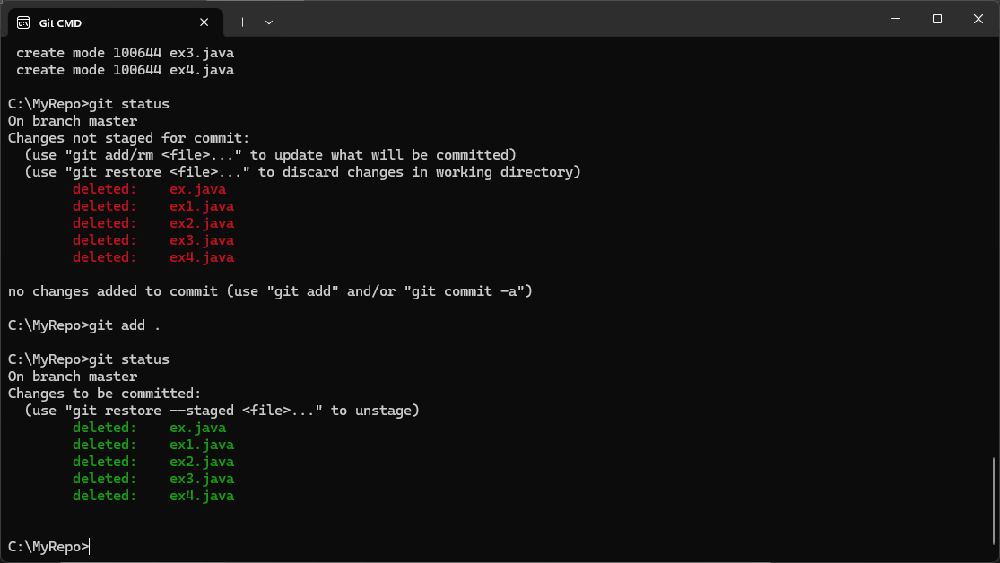 Git CMD
create mode 100644 ex3.java
create mode 100644 ex4.java
C:\MyRepo>git status
On branch master
Changes not staged for commit:
(use "git add/rm <file>..." to update what will be committed)
(use "git restore <file>..." to discard changes in working directory)
deleted: ex.java
deleted: ex1.java
deleted: ex2.java
deleted: ex3.java
deleted: ex4.java
no changes added to commit (use "git add" and/or "git commit -a")
C:\MyRepo>git add .
C:\MyRepo>git status
On branch master
Changes to be committed:
(use "git restore --staged <file>..." to unstage)
deleted: ex.java
deleted: ex1.java
deleted: ex2.java
deleted: ex3.java
deleted: ex4.java
C:\MyRepo>